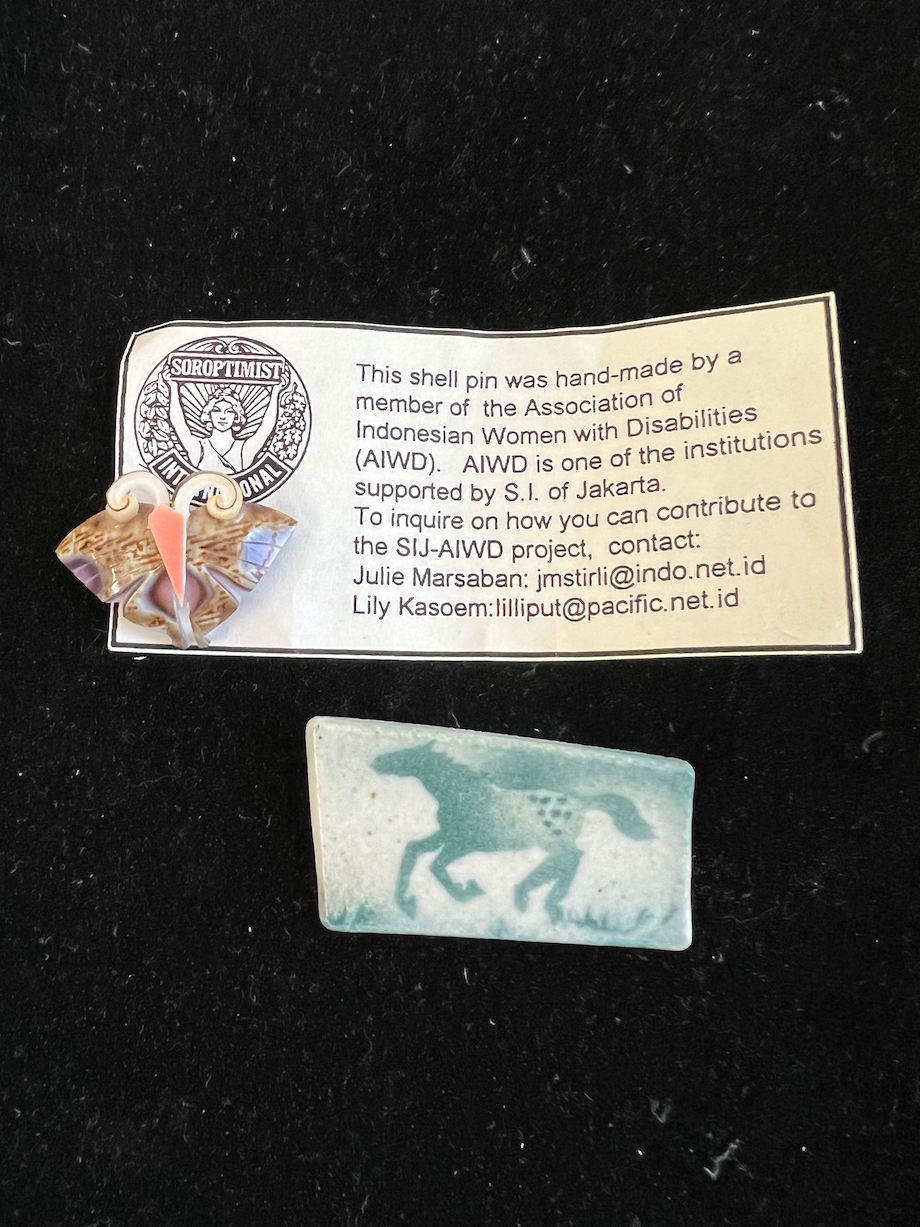 SOROPTIMIST
INTERNATIONAL
This shell pin was hand-made by a
member of the Association of
Indonesian Women with Disabilities
(AIWD). AIWD is one of the institutions
supported by S.I. of Jakarta.
To inquire on how you can contribute to
the SIJ-AIWD project, contact:
Julie Marsaban: jmstirli@indo.net.id
Lily Kasoem:lilliput@pacific.net.id